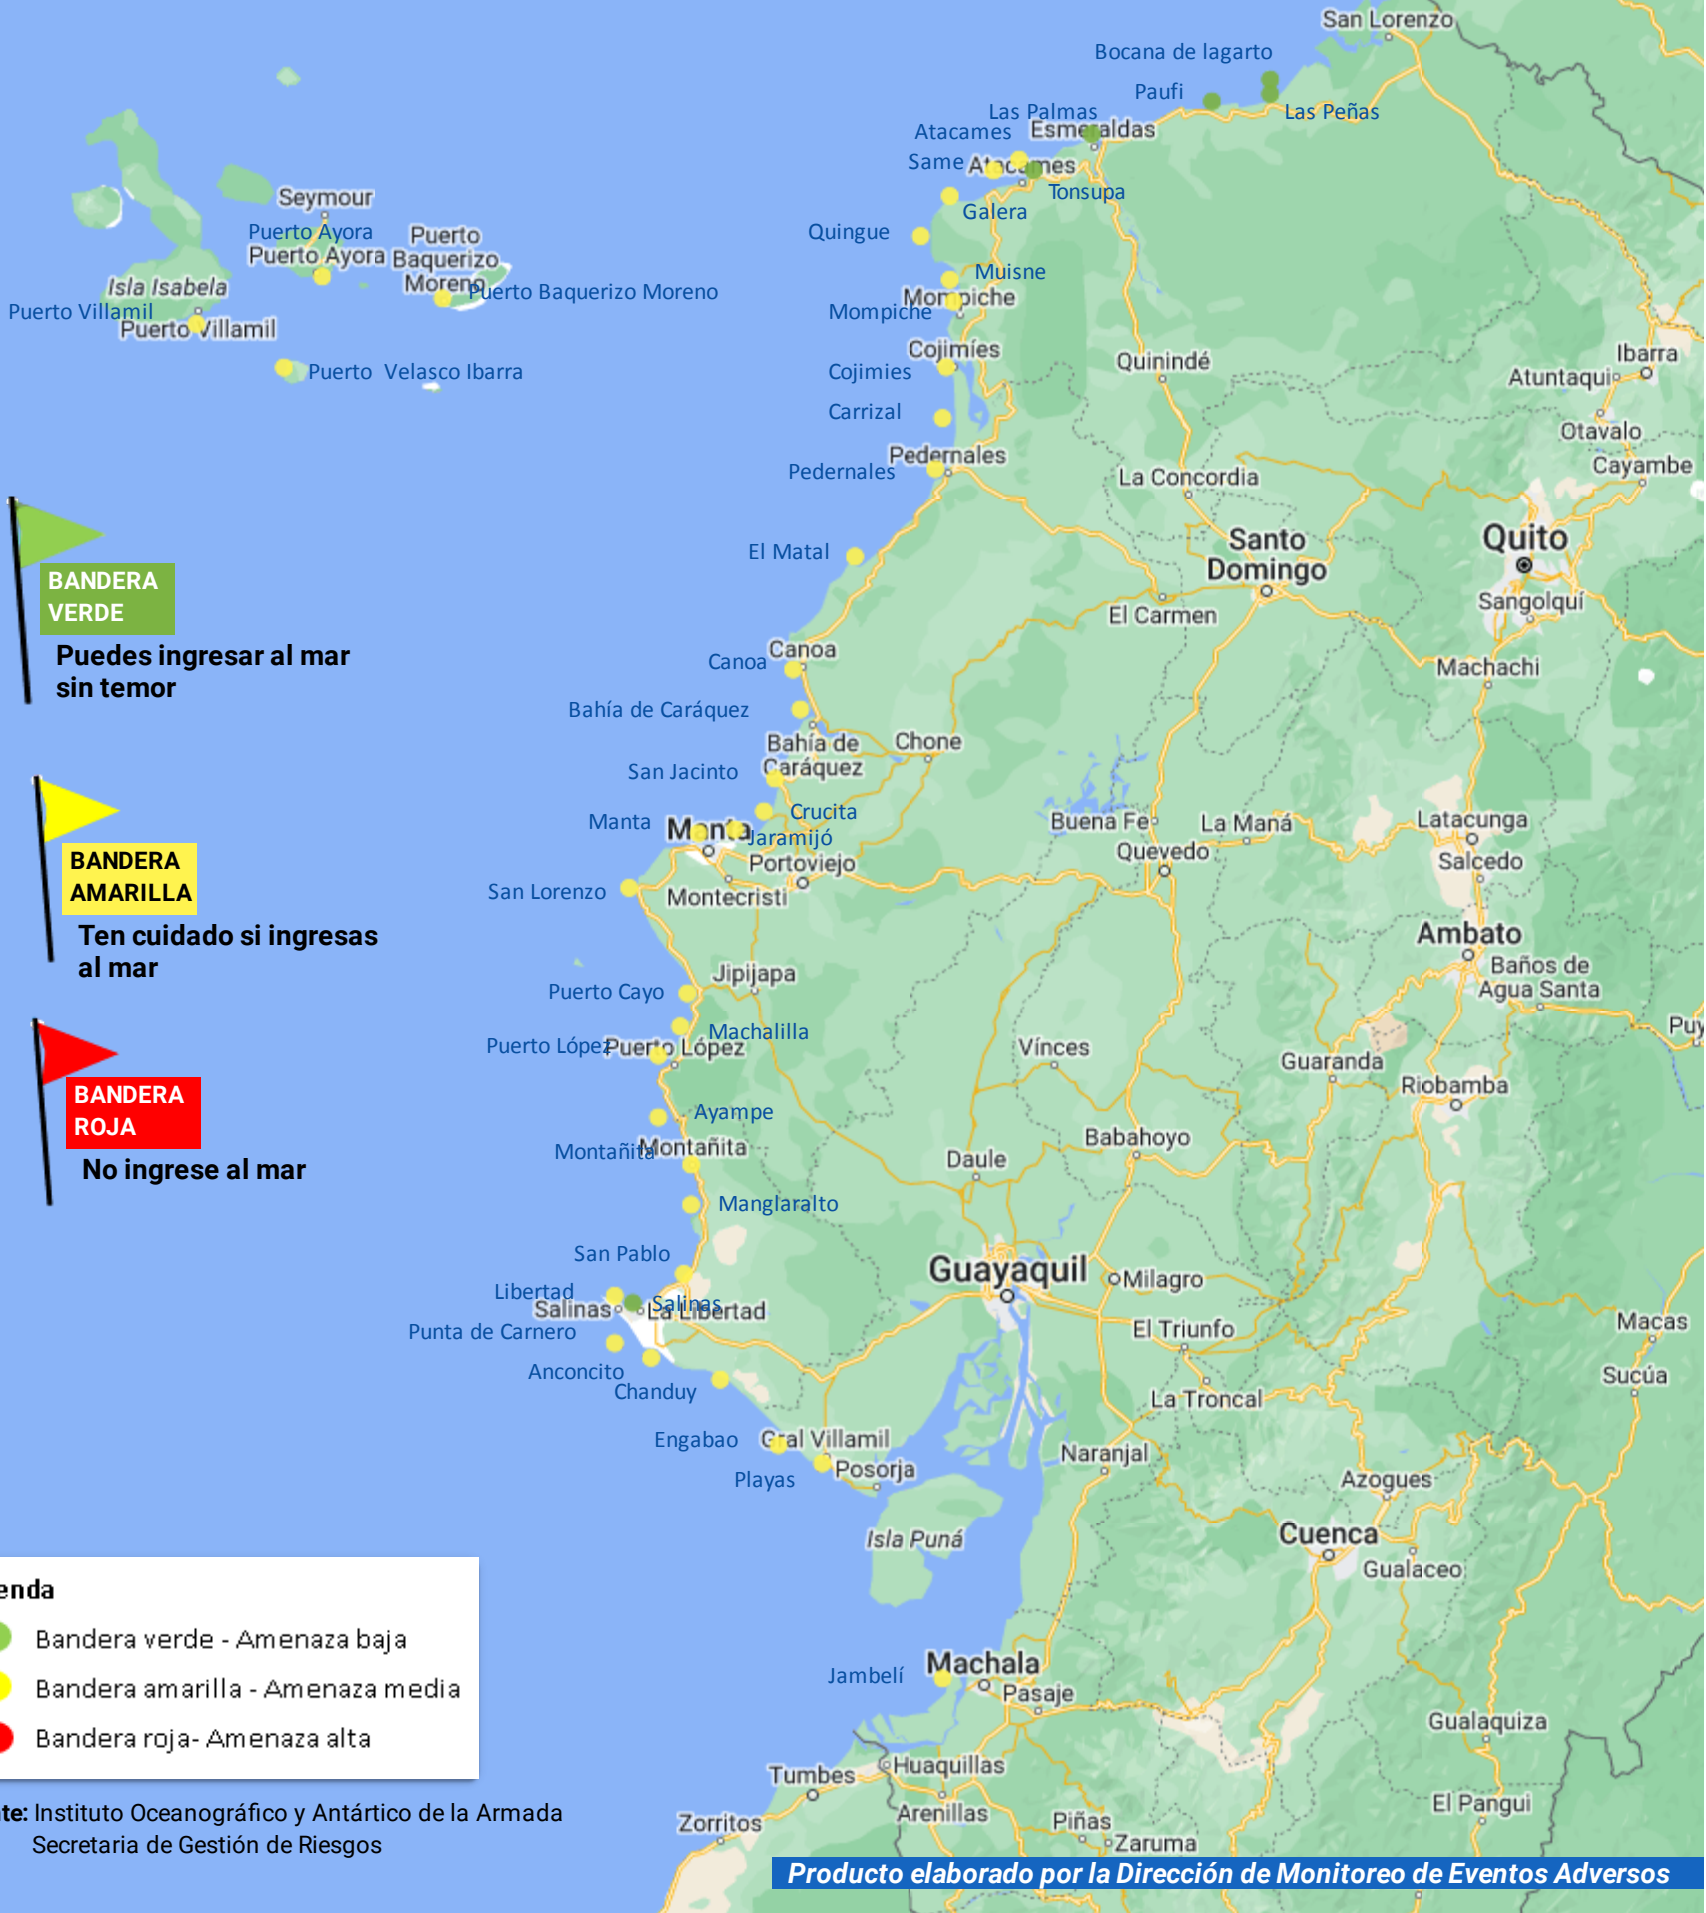 San Lorenzo
Bocana de lagarto
Paufi
Las Palmas
Las Peñas
Atacames
Esmeraldas
Same
Atacames
Tonsupa
Galera
Quingue
Muisne
Mompiche
Mompiche
Cojimíes
Cojimies
Carrizal
Pedernales
Pedernales
El Matal
Canoa
Canoa
Bahía de Caráquez
Bahía de
Caráquez
Chone
San Jacinto
Crucita
Manta
Manta
Jaramijó
Portoviejo
Montecristi
San Lorenzo
Jipijapa
Puerto Cayo
Machalilla
Puerto López
Puerto López
Ayampe
Montañita
Montañita
Manglaralto
San Pablo
Libertad
Salinas
Salinas
La Libertad
Punta de Carnero
Anconcito
Chanduy
Engabao
Gral Villamil
Playas
Posorja
Isla Puná
Jambelí
Machala
Pasaje
Huaquillas
Tumbes
Arenillas
Zorritos
Piñas
Zaruma
Seymour
Puerto Ayora
Puerto Ayora
Puerto
Baquerizo
Moreno
Puerto Baquerizo Moreno
Isla Isabela
Puerto Villamil
Puerto Villamil
Puerto Velasco Ibarra
Quinindé
Ibarra
Atuntaqui
Otavalo
Cayambe
La Concordia
Santo
Domingo
Quito
Sangolquí
El Carmen
Machachi
Buena Fe
La Maná
Latacunga
Quevedo
Salcedo
Ambato
Baños de
Agua Santa
Puy
Vínces
Guaranda
Riobamba
Babahoyo
Daule
Guayaquil
Milagro
El Triunfo
Macas
Sucúa
La Troncal
Naranjal
Azogues
Cuenca
Gualaceo
Gualaquiza
El Pangui
BANDERA
VERDE
Puedes ingresar al mar
sin temor
BANDERA
AMARILLA
Ten cuidado si ingresas
al mar
BANDERA
ROJA
No ingrese al mar
enda
Bandera verde - Amenaza baja
Bandera amarilla - Amenaza media
Bandera roja- Amenaza alta
te: Instituto Oceanográfico y Antártico de la Armada
Secretaria de Gestión de Riesgos
Producto elaborado por la Dirección de Monitoreo de Eventos Adversos